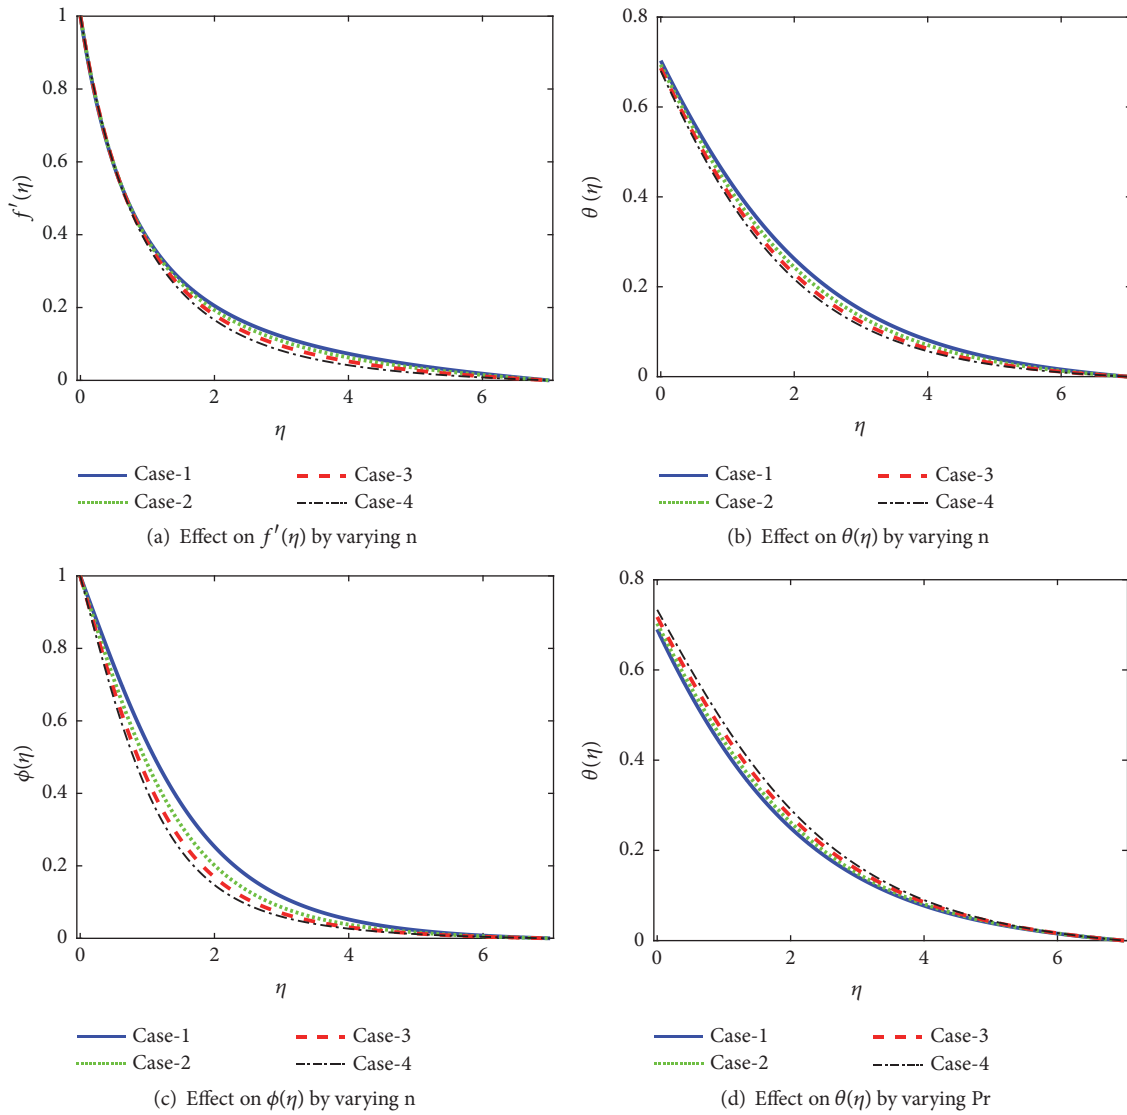 1
0.8
0.6
0.4
0.2
0
0 2 4 6
f′(η)
η
Case-1 Case-3
Case-2 Case-4
(a) Effect on f′(η) by varying n
0.8
0.6
0.4
0.2
0
0 2 4 6
θ (η)
η
Case-1 Case-3
Case-2 Case-4
(b) Effect on θ(η) by varying n
1
0.8
0.6
0.4
0.2
0
0 2 4 6
ϕ(η)
η
Case-1 Case-3
Case-2 Case-4
(c) Effect on ϕ(η) by varying n
0.8
0.6
0.4
0.2
0
0 2 4 6
θ(η)
η
Case-1 Case-3
Case-2 Case-4
(d) Effect on θ(η) by varying Pr